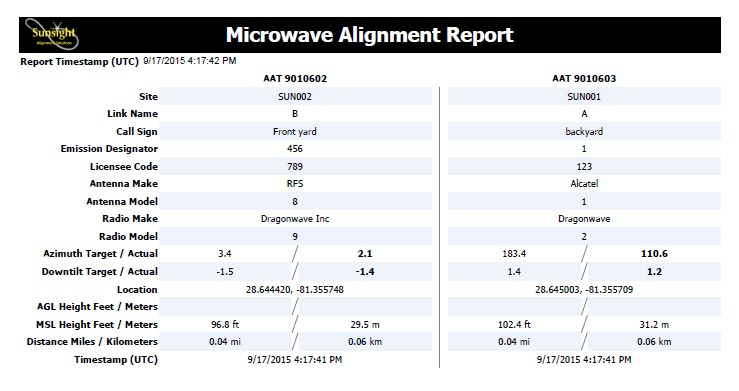 Sunsight
Alignment Solutions
Microwave Alignment Report
Report Timestamp (UTC) 9/17/2015 4:17:42 PM
AAT 9010602 AAT 9010603
Site SUN002 SUN001
Link Name B A
Call Sign Front yard backyard
Emission Designator 456 1
Licensee Code 789 123
Antenna Make RFS Alcatel
Antenna Model 8 1
Radio Make Dragonwave Inc Dragonwave
Radio Model 9 2
Azimuth Target / Actual 3.4 / 2.1 183.4 / 110.6
Downtilt Target / Actual -1.5 / -1.4 1.4 / 1.2
Location 28.644420, -81.355748 28.645003, -81.355709
AGL Height Feet / Meters / /
MSL Height Feet / Meters 96.8 ft / 29.5 m 102.4 ft / 31.2 m
Distance Miles / Kilometers 0.04 mi / 0.06 km 0.04 mi / 0.06 km
Timestamp (UTC) 9/17/2015 4:17:41 PM 9/17/2015 4:17:41 PM